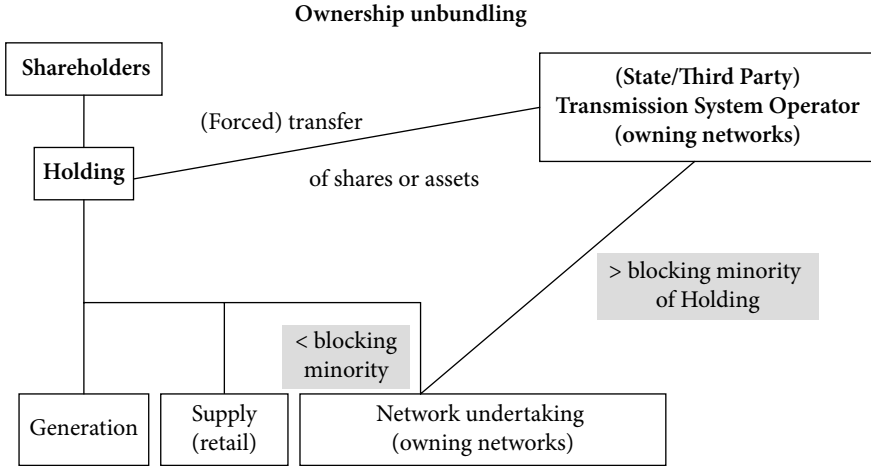 Ownership unbundling
Shareholders
(State/Third Party)
Transmission System Operator
(owning networks)
(Forced) transfer
Holding
of shares or assets
> blocking minority
of Holding
< blocking
minority
Generation
Supply
(retail)
Network undertaking
(owning networks)